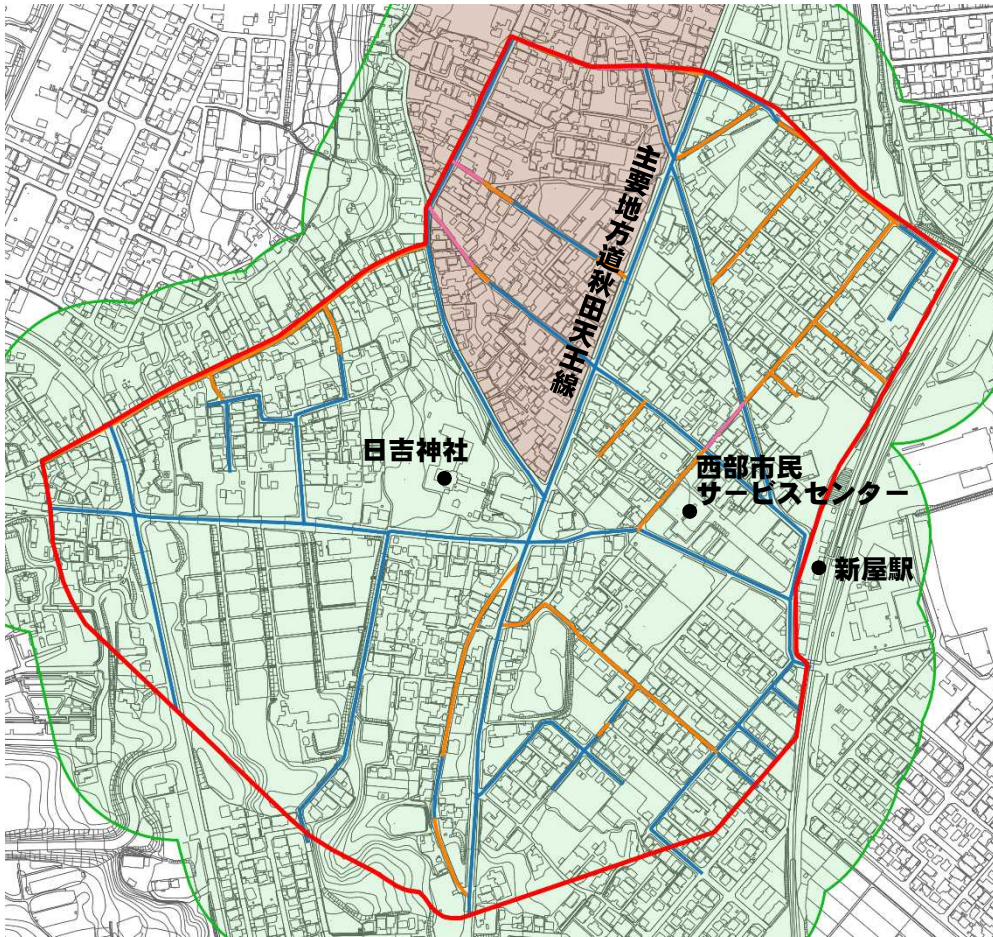 主要地方道秋田天王線
日吉神社
西部市民
サービスセンター
新屋駅